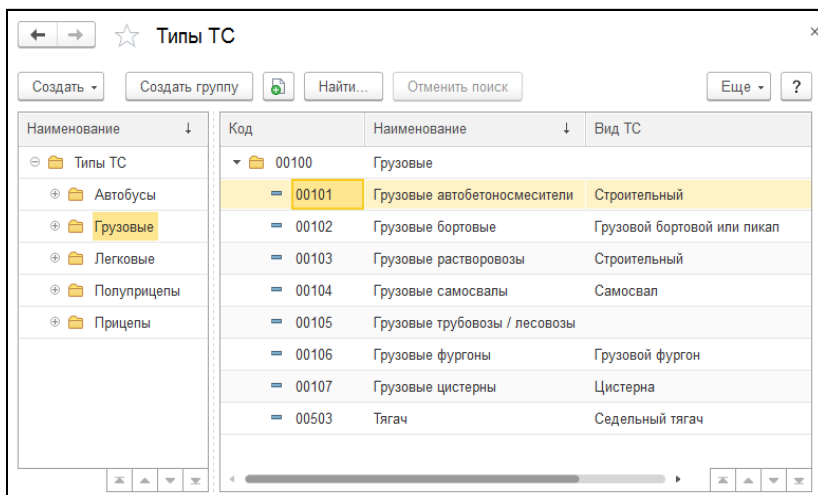 Типы ТС
Создать Создать группу Найти... Отменить поиск Еще ?
Наименование Код Наименование Вид ТС
Типы ТС 00100 Грузовые
Автобусы 00101 Грузовые автобетоносмесители Строительный
Грузовые 00102 Грузовые бортовые Грузовой бортовой или пикап
Легковые 00103 Грузовые растворовозы Строительный
Полуприцепы 00104 Грузовые самосвалы Самосвал
Прицепы 00105 Грузовые трубовозы / лесовозы
00106 Грузовые фургоны Грузовой фургон
00107 Грузовые цистерны Цистерна
00503 Тягач Седельный тягач